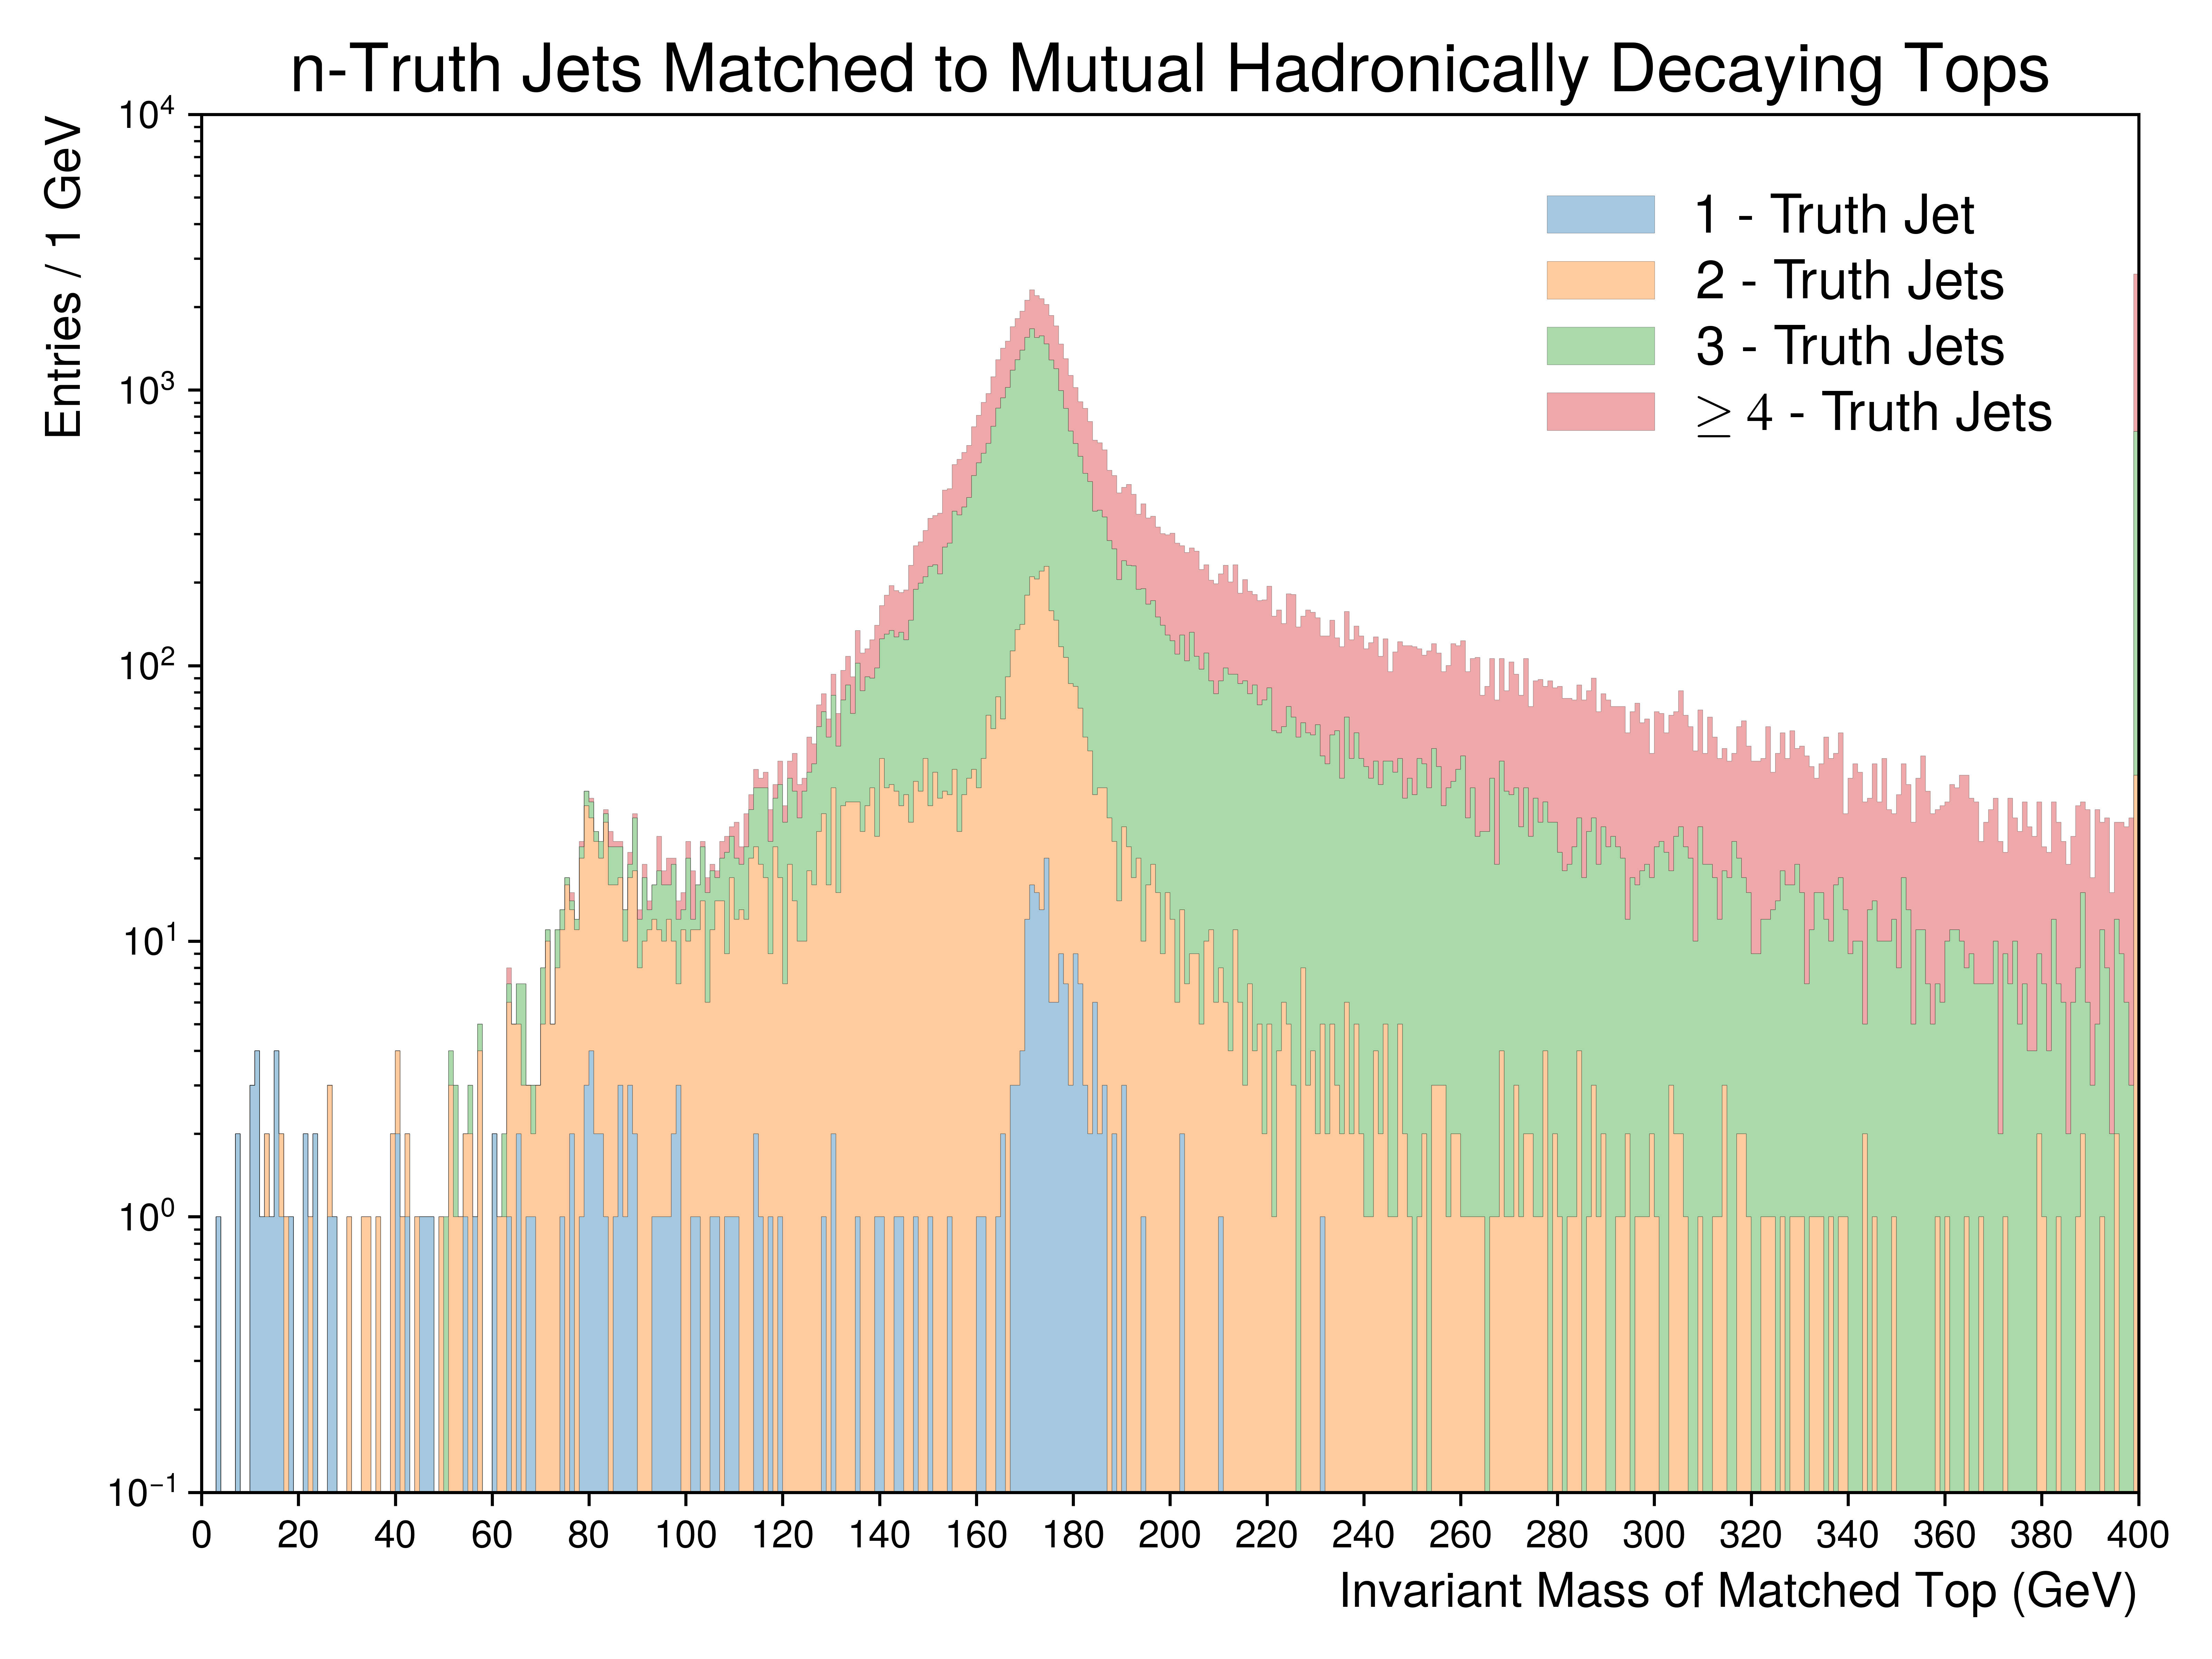 n-Truth Jets Matched to Mutual Hadronically Decaying Tops
Entries / 1 GeV
10⁴
10³
10²
10¹
10⁰
10⁻¹
1 - Truth Jet
2 - Truth Jets
3 - Truth Jets
≥ 4 - Truth Jets
0 20 40 60 80 100 120 140 160 180 200 220 240 260 280 300 320 340 360 380 400
Invariant Mass of Matched Top (GeV)